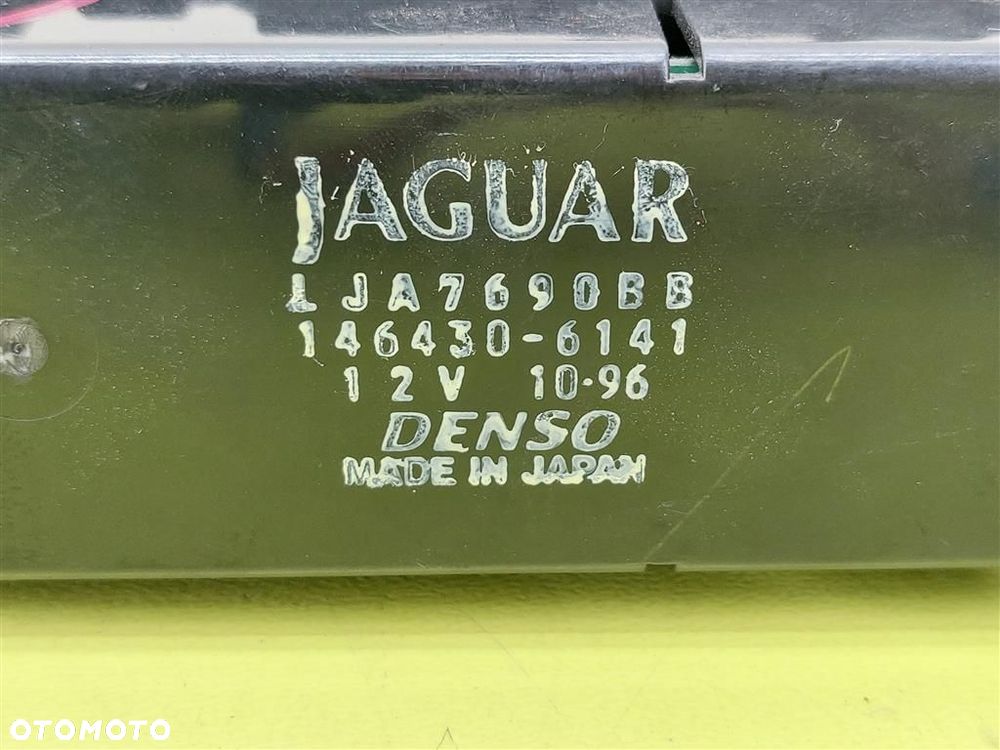 JAGUAR
LJA7690BB
146430-6141
12V 10·96
DENSO
MADE IN JAPAN
OTOMOTO